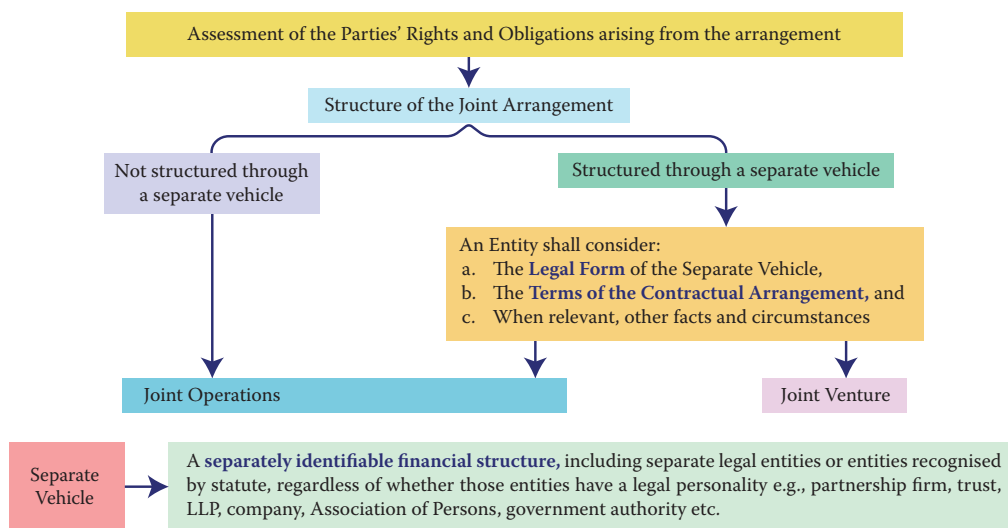 Assessment of the Parties' Rights and Obligations arising from the arrangement
Structure of the Joint Arrangement
Not structured through
a separate vehicle
Structured through a separate vehicle
An Entity shall consider:
a. The Legal Form of the Separate Vehicle,
b. The Terms of the Contractual Arrangement, and
c. When relevant, other facts and circumstances
Joint Operations
Joint Venture
Separate
Vehicle
A separately identifiable financial structure, including separate legal entities or entities recognised
by statute, regardless of whether those entities have a legal personality e.g., partnership firm, trust,
LLP, company, Association of Persons, government authority etc.